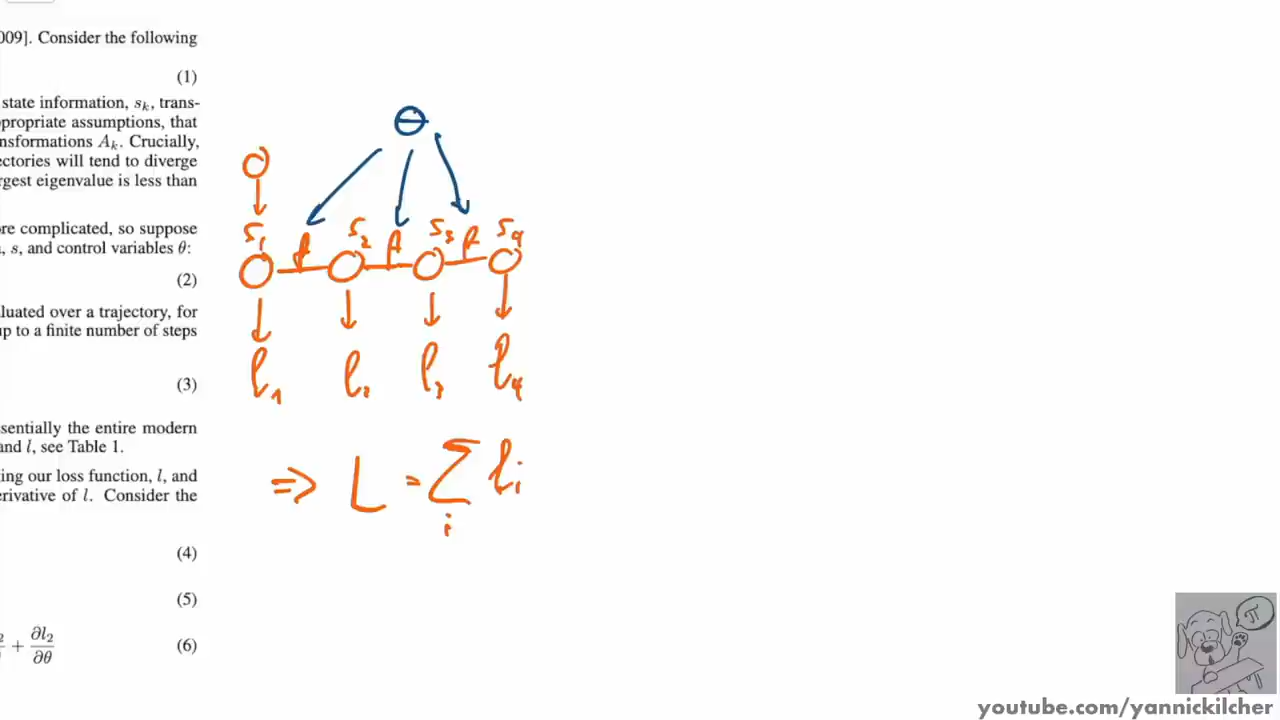 009]. Consider the following
(1)
state information, sₖ, trans-
ppropriate assumptions, that
nsformations Aₖ. Crucially,
ectories will tend to diverge
rgest eigenvalue is less than
ore complicated, so suppose
, s, and control variables θ:
(2)
luated over a trajectory, for
up to a finite number of steps
(3)
sentially the entire modern
and l, see Table 1.
ing our loss function, l, and
erivative of l. Consider the
(4)
(5)
+ ∂l₂/∂θ (6)
θ
s₁ A s₂ A s₃ A s₄
l₁ l₂ l₃ l₄
=> L = Σᵢ lᵢ
π
youtube.com/yannickilcher